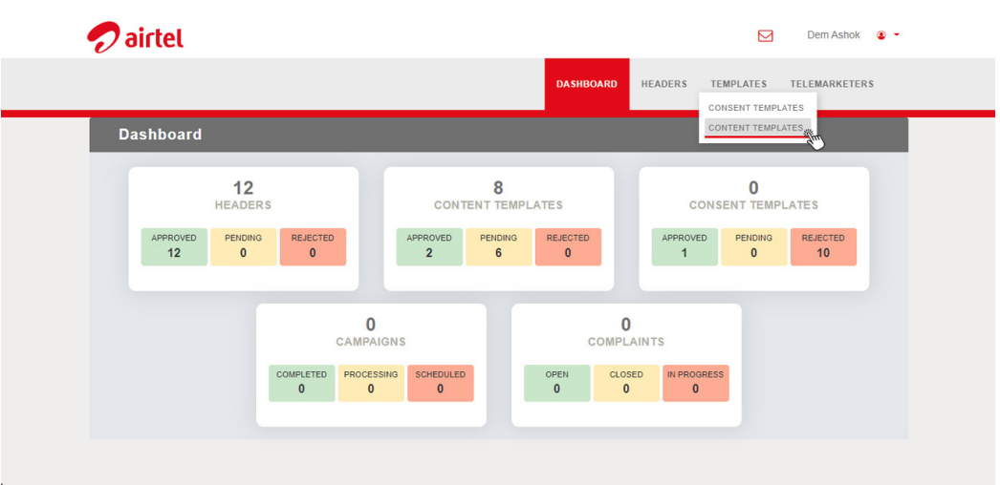 airtel
Dem Ashok
DASHBOARD HEADERS TEMPLATES TELEMARKETERS
CONSENT TEMPLATES
CONTENT TEMPLATES
Dashboard
12
HEADERS
APPROVED PENDING REJECTED
12 0 0
8
CONTENT TEMPLATES
APPROVED PENDING REJECTED
2 6 0
0
CONSENT TEMPLATES
APPROVED PENDING REJECTED
1 0 10
0
CAMPAIGNS
COMPLETED PROCESSING SCHEDULED
0 0 0
0
COMPLAINTS
OPEN CLOSED IN PROGRESS
0 0 0